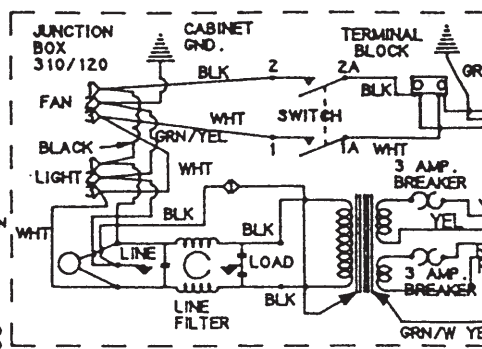 JUNCTION
BOX
310/120
CABINET
GND.
TERMINAL
BLOCK
BLK
2
2A
BLK
FAN
SWITCH
WHT
GRN/YEL
BLACK
1
1A
WHT
WHT
3 AMP.
BREAKER
LIGHT
BLK
YEL
WHT
BLK
LINE
LOAD
3 AMP.
BREAKER
BLK
LINE
FILTER
GRN/W YE